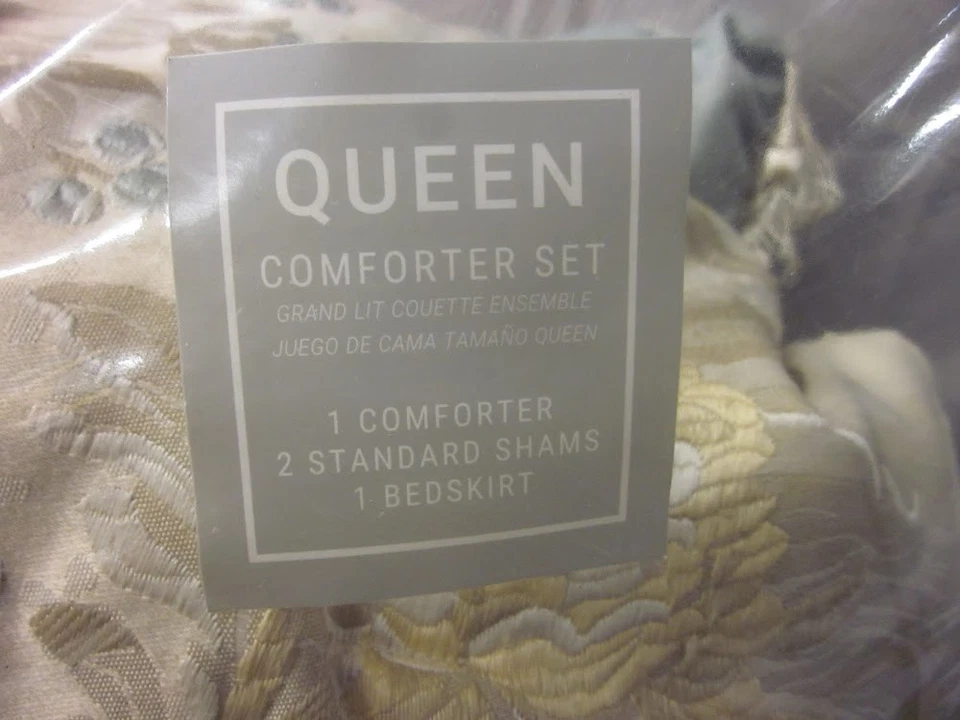 QUEEN
COMFORTER SET
GRAND LIT COUETTE ENSEMBLE
JUEGO DE CAMA TAMAÑO QUEEN
1 COMFORTER
2 STANDARD SHAMS
1 BEDSKIRT